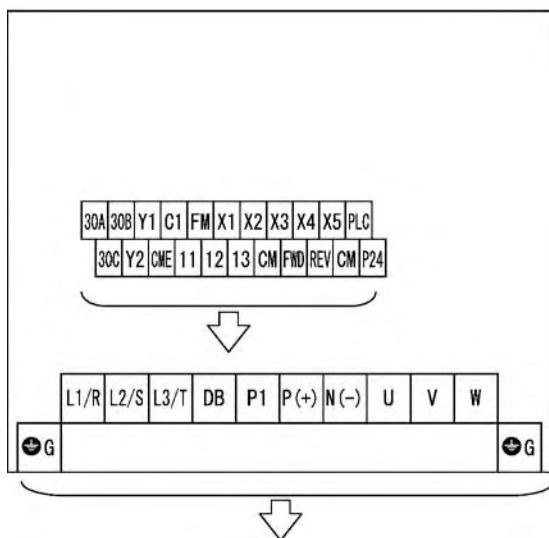 30A 30B Y1 C1 FM X1 X2 X3 X4 X5 PLC
30C Y2 CME 11 12 13 CM FWD REV CM P24
L1/R L2/S L3/T DB P1 P(+) N(-) U V W
G G